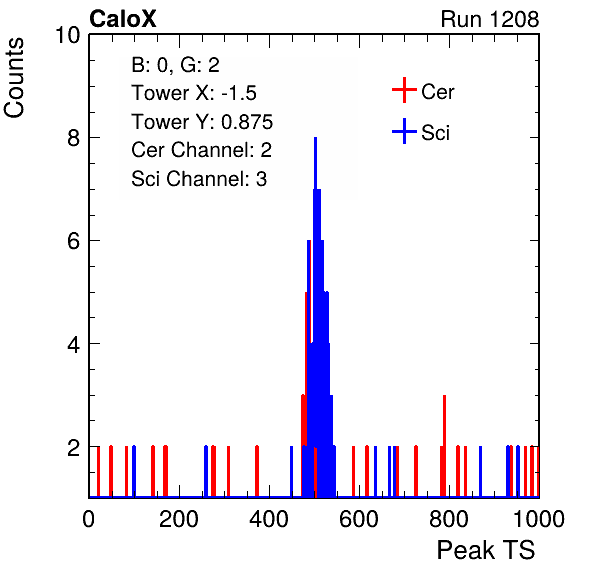 CaloX Run 1208
Counts
10
8
6
4
2
B: 0, G: 2
Tower X: -1.5
Tower Y: 0.875
Cer Channel: 2
Sci Channel: 3
Cer
Sci
0 200 400 600 800 1000
Peak TS